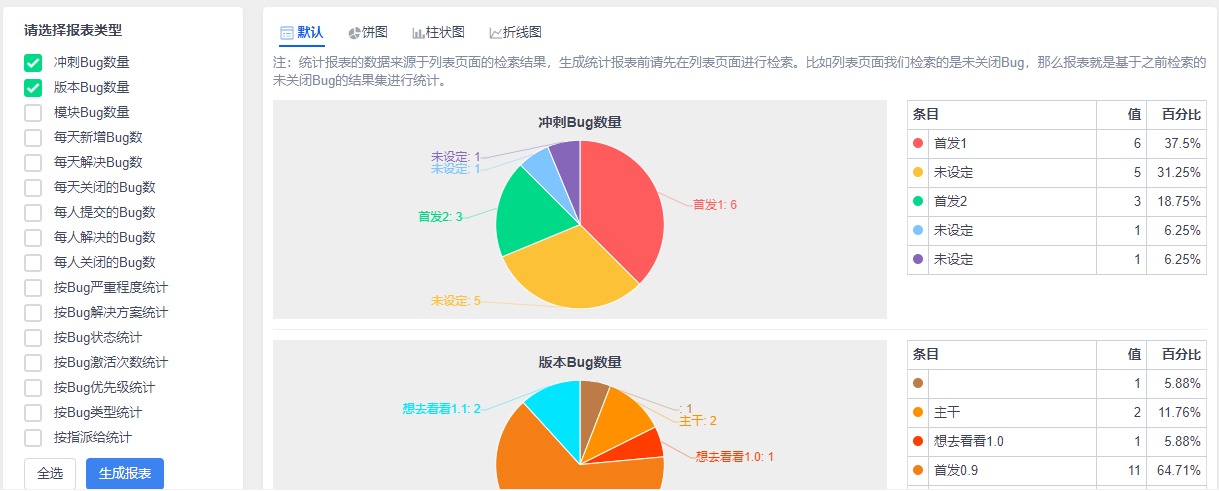 请选择报表类型
冲刺Bug数量
版本Bug数量
模块Bug数量
每天新增Bug数
每天解决Bug数
每天关闭的Bug数
每人提交的Bug数
每人解决的Bug数
每人关闭的Bug数
按Bug严重程度统计
按Bug解决方案统计
按Bug状态统计
按Bug激活次数统计
按Bug优先级统计
按Bug类型统计
按指派给统计
全选 生成报表
默认 饼图 柱状图 折线图
注：统计报表的数据来源于列表页面的检索结果，生成统计报表前请先在列表页面进行检索。比如列表页面我们检索的是未关闭Bug，那么报表就是基于之前检索的
未关闭Bug的结果集进行统计。
冲刺Bug数量
未设定: 1
未设定: 1
首发1: 6
首发2: 3
未设定: 5
条目 值 百分比
首发1 6 37.5%
未设定 5 31.25%
首发2 3 18.75%
未设定 1 6.25%
未设定 1 6.25%
版本Bug数量
想去看看1.1: 2
: 1
主干: 2
想去看看1.0: 1
条目 值 百分比
1 5.88%
主干 2 11.76%
想去看看1.0 1 5.88%
首发0.9 11 64.71%